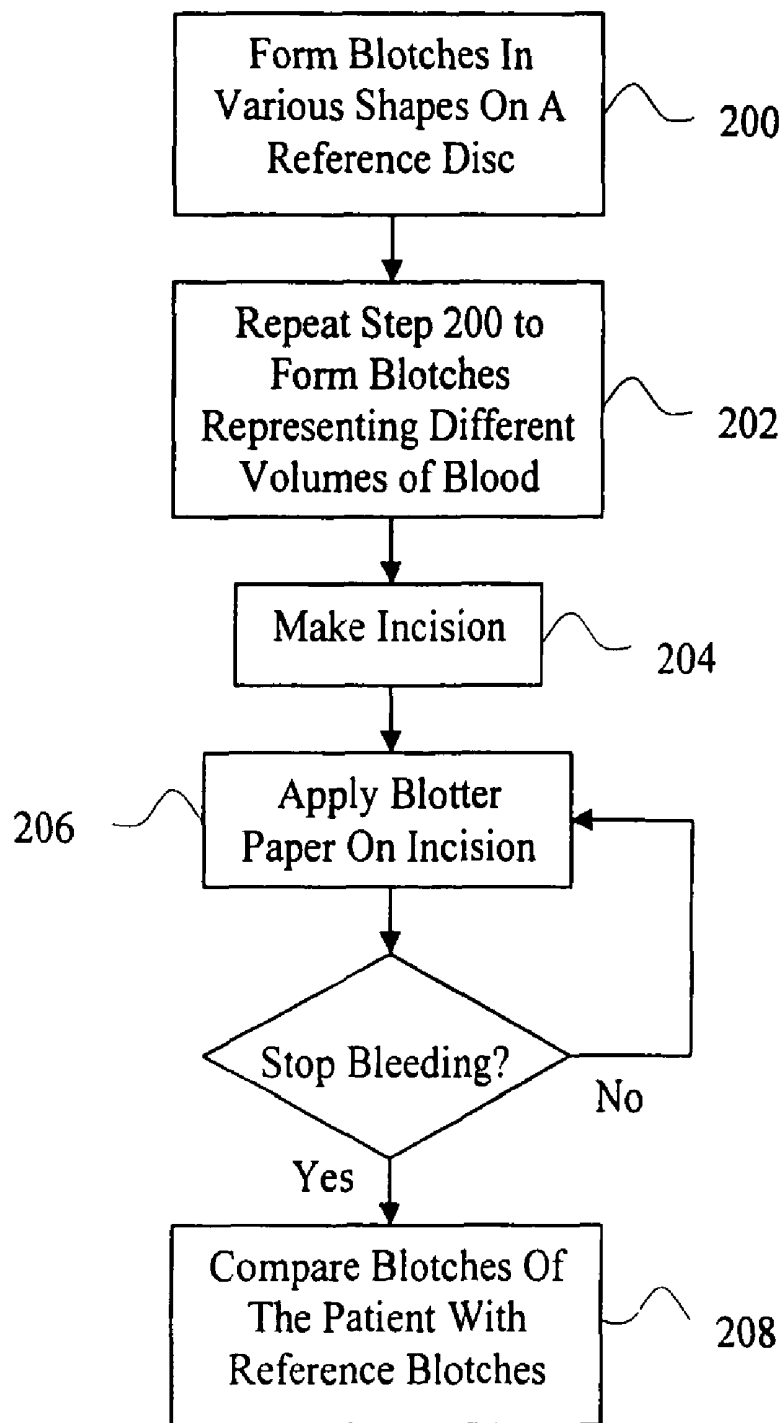 Form Blotches In
Various Shapes On A
Reference Disc
200
Repeat Step 200 to
Form Blotches
Representing Different
Volumes of Blood
202
Make Incision
204
Apply Blotter
Paper On Incision
206
Stop Bleeding?
No
Yes
Compare Blotches Of
The Patient With
Reference Blotches
208